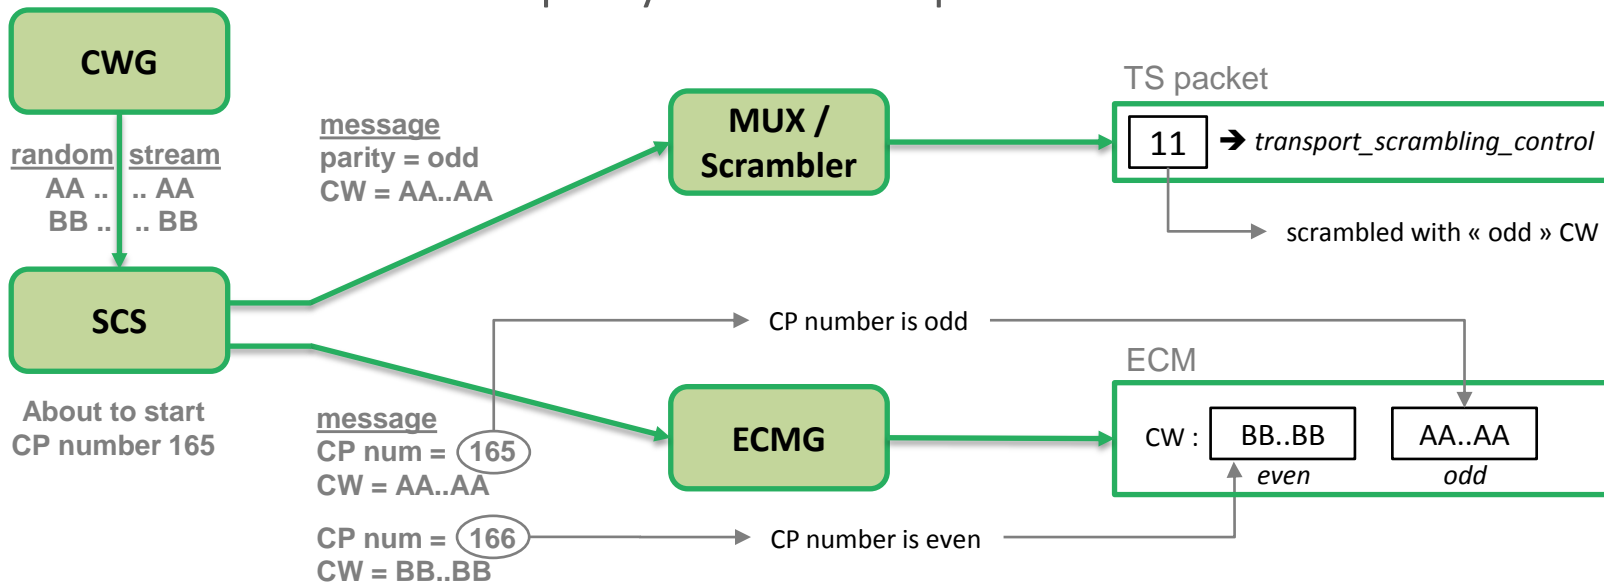 CWG
random stream
AA .. .. AA
BB .. .. BB
SCS
About to start
CP number 165
message
parity = odd
CW = AA..AA
MUX /
Scrambler
TS packet
11 ➔ transport_scrambling_control
scrambled with « odd » CW
CP number is odd
message
CP num = 165
CW = AA..AA
CP num = 166
CW = BB..BB
ECMG
ECM
CW : BB..BB AA..AA
even odd
CP number is even